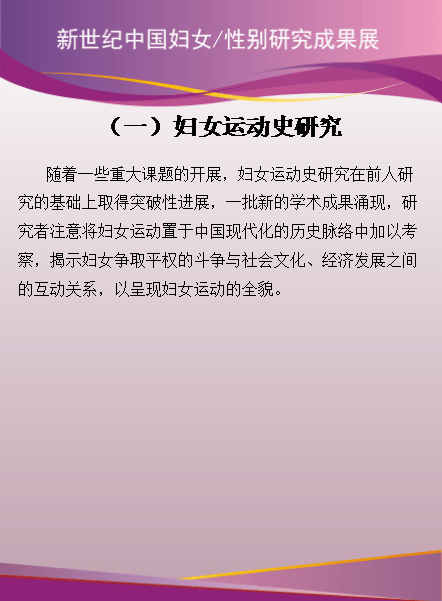 新世纪中国妇女/性别研究成果展
（一）妇女运动史研究
随着一些重大课题的开展，妇女运动史研究在前人研
究的基础上取得突破性进展，一批新的学术成果涌现，研
究者注意将妇女运动置于中国现代化的历史脉络中加以考
察，揭示妇女争取平权的斗争与社会文化、经济发展之间
的互动关系，以呈现妇女运动的全貌。